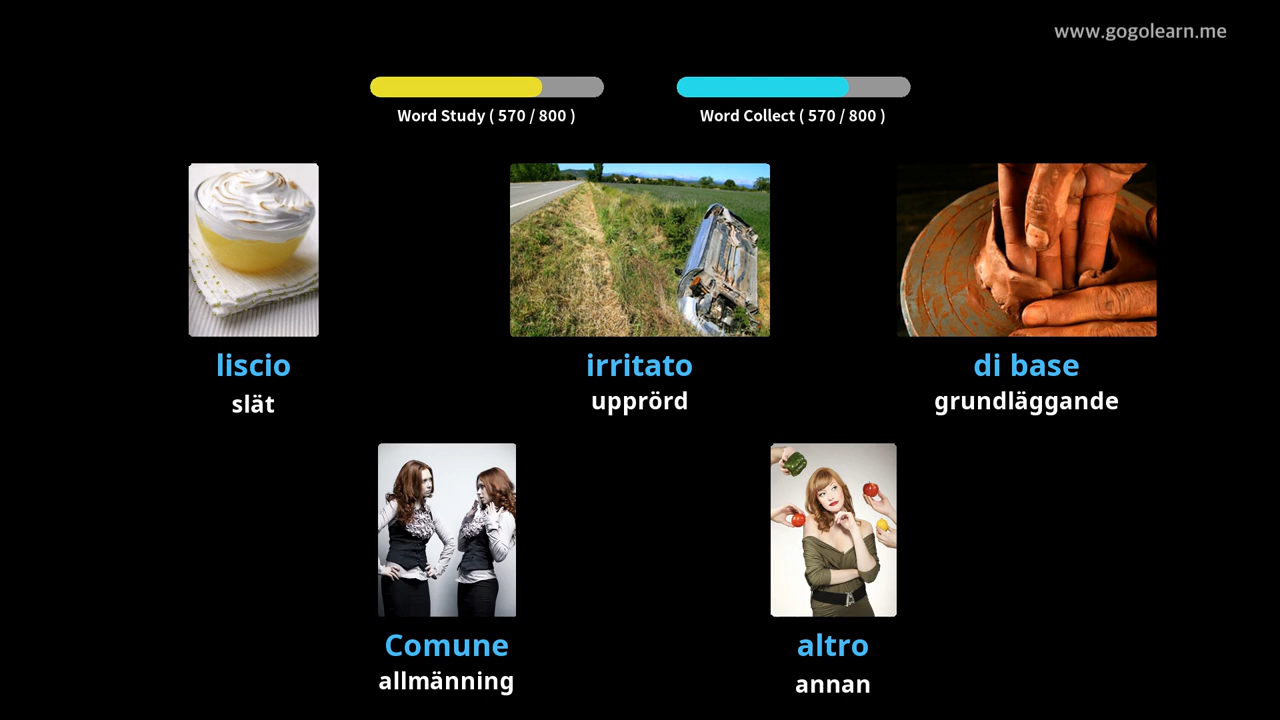 www.gogolearn.me
Word Study ( 570 / 800 )
Word Collect ( 570 / 800 )
liscio
slät
irritato
upprörd
di base
grundläggande
Comune
allmänning
altro
annan